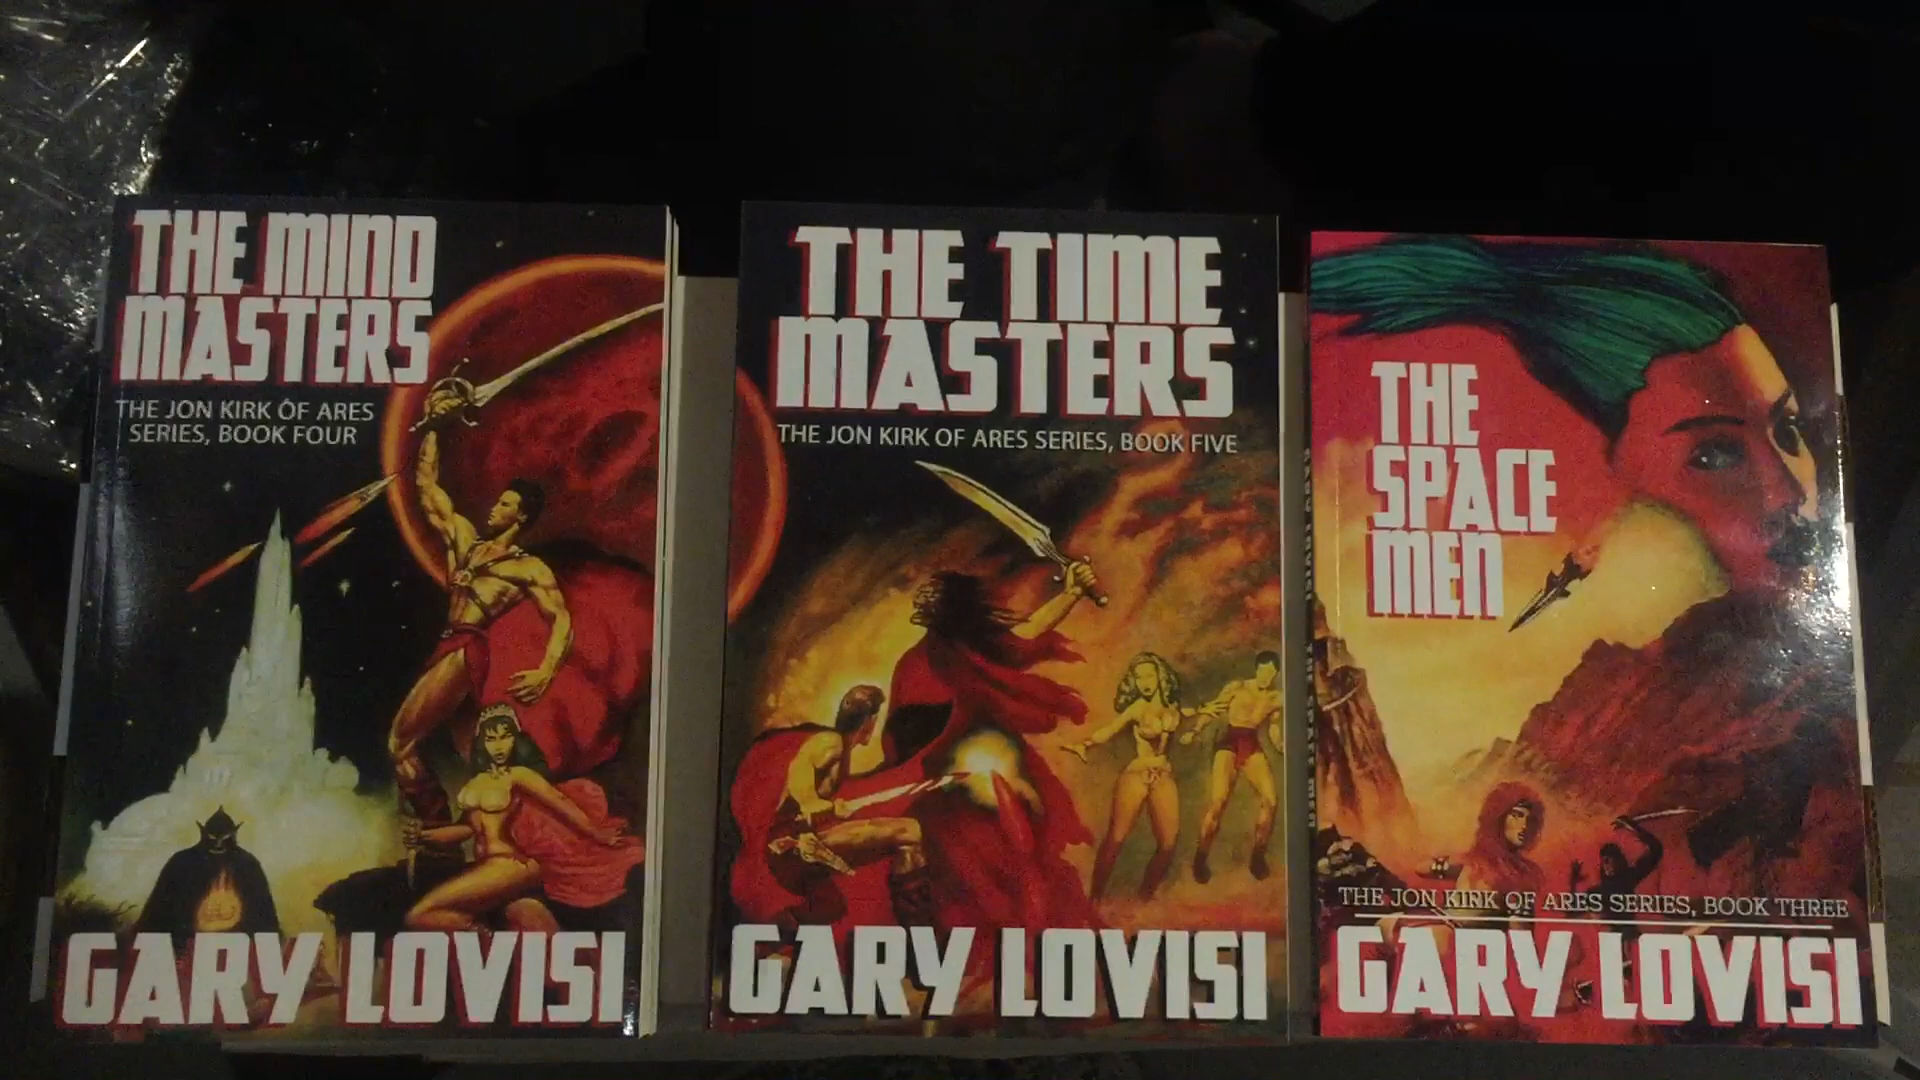 THE MIND
MASTERS
THE JON KIRK OF ARES
SERIES, BOOK FOUR
GARY LOVISI
THE TIME
MASTERS
THE JON KIRK OF ARES SERIES, BOOK FIVE
GARY LOVISI
THE
SPACE
MEN
THE JON KIRK OF ARES SERIES, BOOK THREE
GARY LOVISI